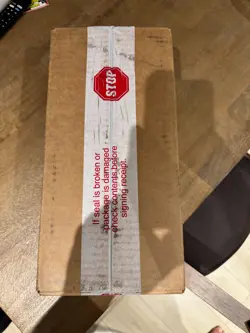 STOP
If seal is broken or
package is damaged
check contents before
signing receipt.